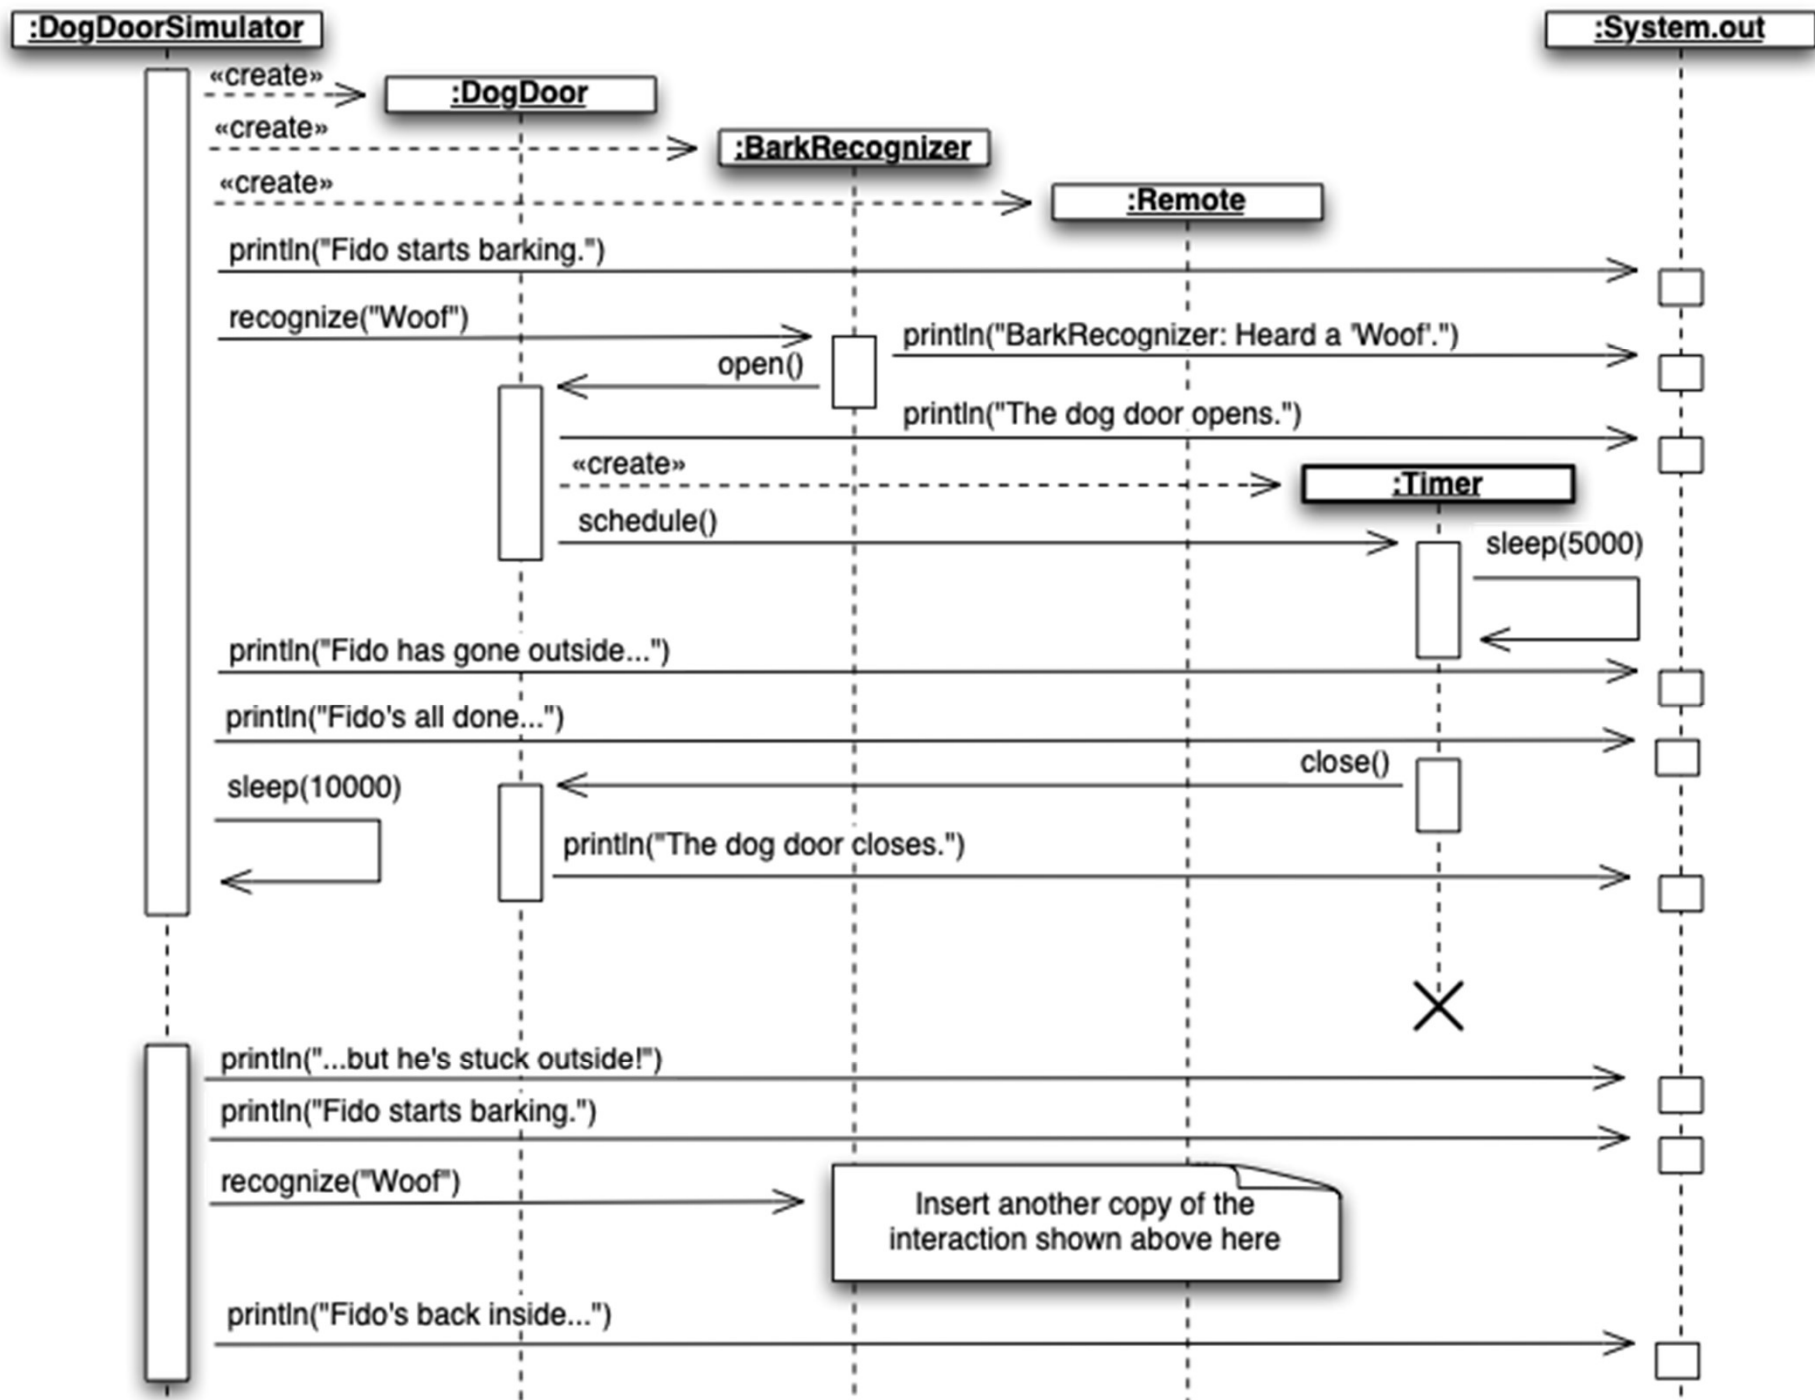 :DogDoorSimulator
:System.out
«create»
:DogDoor
«create»
:BarkRecognizer
«create»
:Remote
println("Fido starts barking.")
recognize("Woof")
println("BarkRecognizer: Heard a 'Woof'.")
open()
println("The dog door opens.")
«create»
:Timer
schedule()
sleep(5000)
println("Fido has gone outside...")
println("Fido's all done...")
close()
sleep(10000)
println("The dog door closes.")
println("...but he's stuck outside!")
println("Fido starts barking.")
recognize("Woof")
Insert another copy of the
interaction shown above here
println("Fido's back inside...")